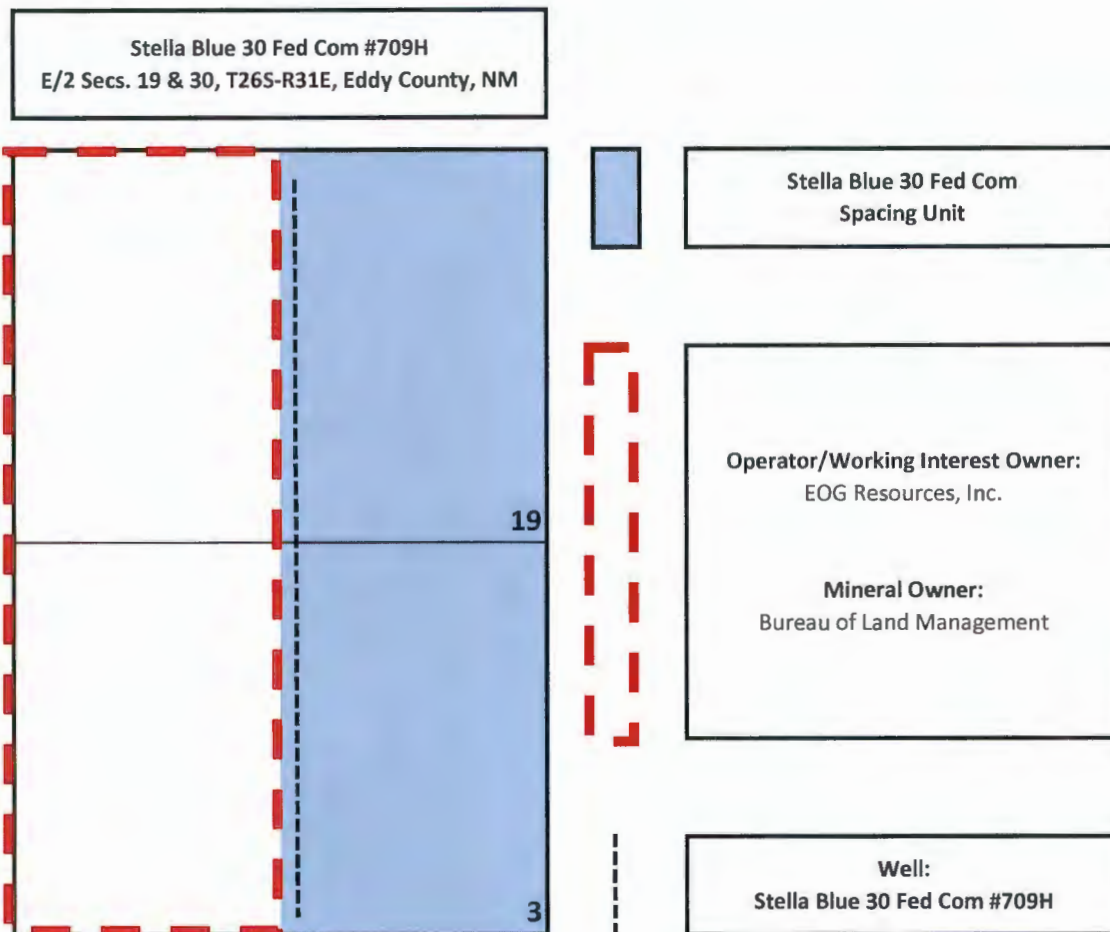 Stella Blue 30 Fed Com #709H
E/2 Secs. 19 & 30, T26S-R31E, Eddy County, NM
Stella Blue 30 Fed Com
Spacing Unit
19
Operator/Working Interest Owner:
EOG Resources, Inc.
Mineral Owner:
Bureau of Land Management
3
Well:
Stella Blue 30 Fed Com #709H